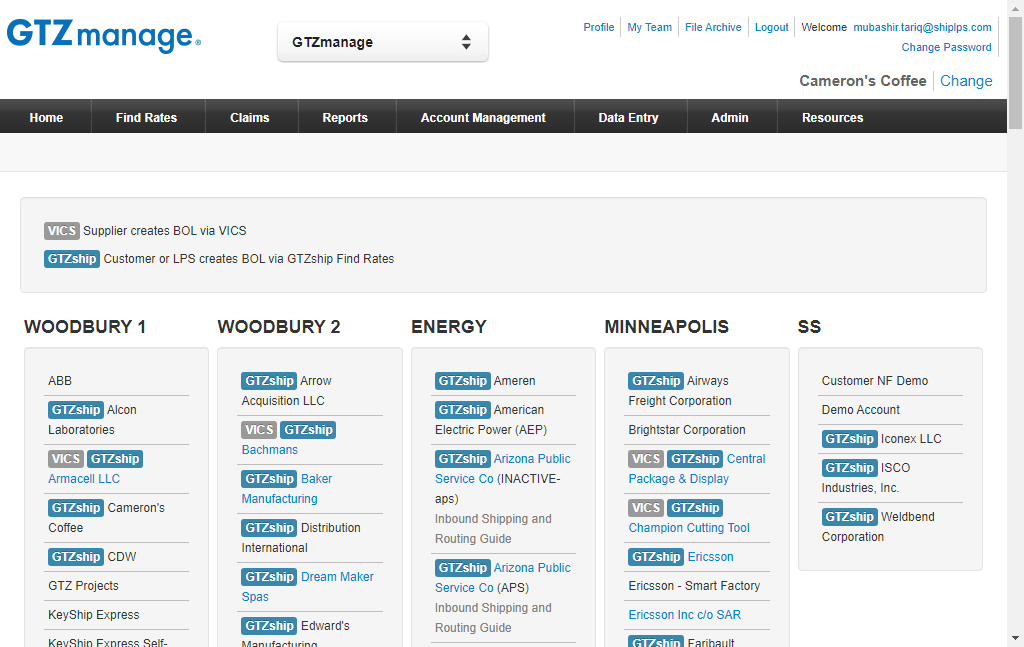 GTZmanage®
GTZmanage
Profile My Team File Archive Logout Welcome mubashir.tariq@shiplps.com
Change Password
Cameron's Coffee Change
Home Find Rates Claims Reports Account Management Data Entry Admin Resources
VICS Supplier creates BOL via VICS
GTZship Customer or LPS creates BOL via GTZship Find Rates
WOODBURY 1
ABB
GTZship Alcon
Laboratories
VICS GTZship
Armacell LLC
GTZship Cameron's
Coffee
GTZship CDW
GTZ Projects
KeyShip Express
KeyShip Express Self-
WOODBURY 2
GTZship Arrow
Acquisition LLC
VICS GTZship
Bachmans
GTZship Baker
Manufacturing
GTZship Distribution
International
GTZship Dream Maker
Spas
GTZship Edward's
Manufacturing
ENERGY
GTZship Ameren
GTZship American
Electric Power (AEP)
GTZship Arizona Public
Service Co (INACTIVE-
aps)
Inbound Shipping and
Routing Guide
GTZship Arizona Public
Service Co (APS)
Inbound Shipping and
Routing Guide
MINNEAPOLIS
GTZship Airways
Freight Corporation
Brightstar Corporation
VICS GTZship Central
Package & Display
VICS GTZship
Champion Cutting Tool
GTZship Ericsson
Ericsson - Smart Factory
Ericsson Inc c/o SAR
GTZship Faribault
SS
Customer NF Demo
Demo Account
GTZship Iconex LLC
GTZship ISCO
Industries, Inc.
GTZship Weldbend
Corporation